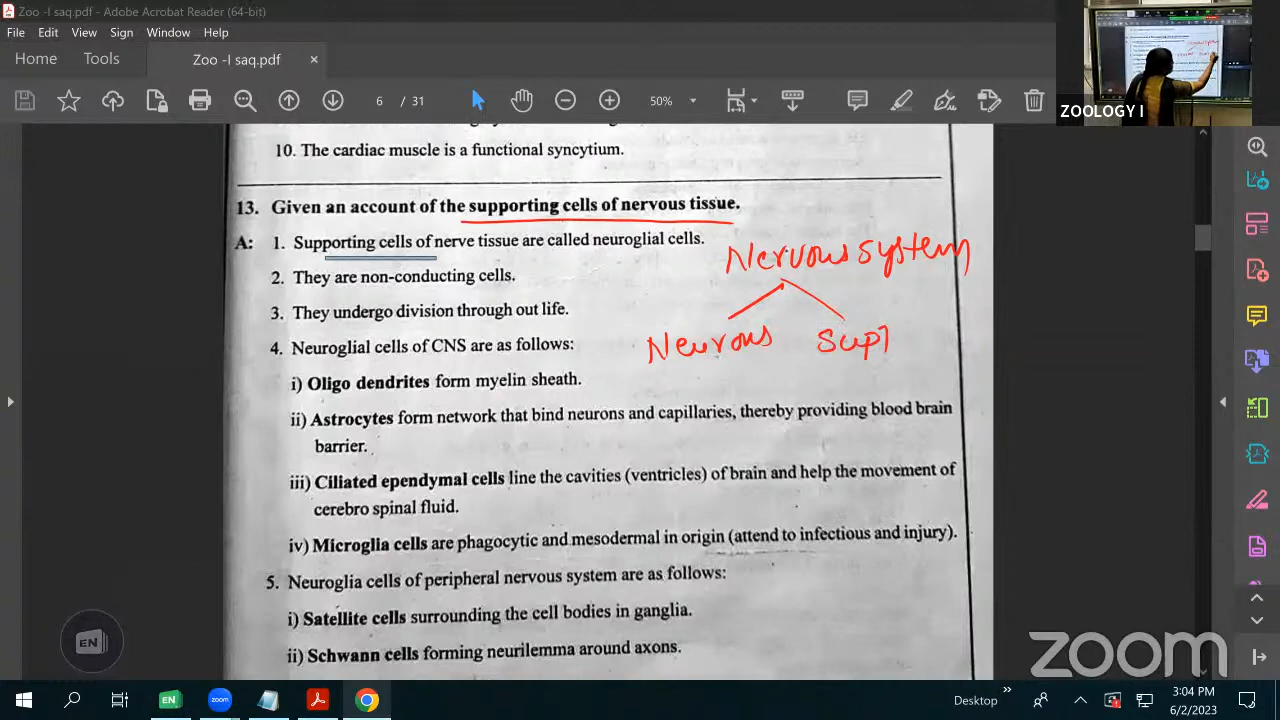 Zoo -I saq.pdf - Adobe Acrobat Reader (64-bit)
File Edit View Sign Window Help
Home Tools Zoo -I saq.pdf ×
6 / 31 50%
ZOOLOGY I
10. The cardiac muscle is a functional syncytium.
13. Given an account of the supporting cells of nervous tissue.
A: 1. Supporting cells of nerve tissue are called neuroglial cells.
Nervous system
2. They are non-conducting cells.
3. They undergo division through out life.
Neurous Supp
4. Neuroglial cells of CNS are as follows:
i) Oligo dendrites form myelin sheath.
ii) Astrocytes form network that bind neurons and capillaries, thereby providing blood brain
barrier.
iii) Ciliated ependymal cells line the cavities (ventricles) of brain and help the movement of
cerebro spinal fluid.
iv) Microglia cells are phagocytic and mesodermal in origin (attend to infectious and injury).
5. Neuroglia cells of peripheral nervous system are as follows:
i) Satellite cells surrounding the cell bodies in ganglia.
ii) Schwann cells forming neurilemma around axons.
EN
zoom
EN zoom Desktop 3:04 PM
6/2/2023